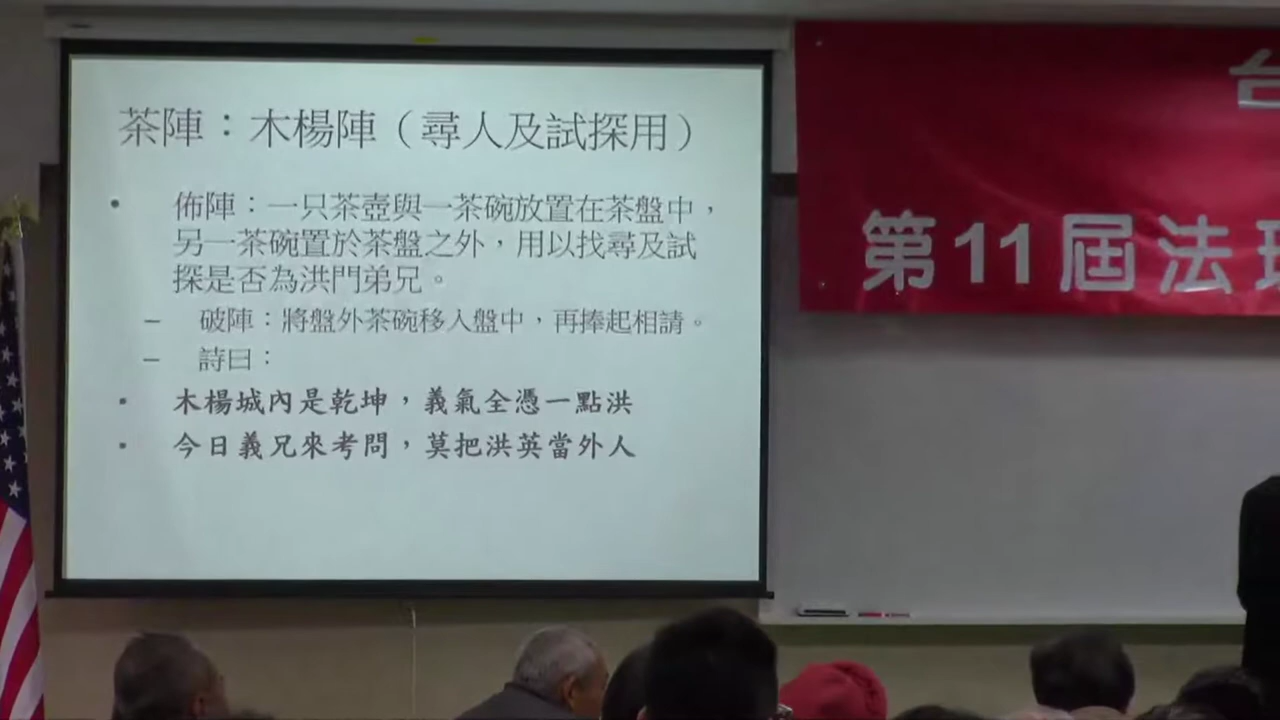 茶陣：木楊陣（尋人及試探用）
• 佈陣：一只茶壺與一茶碗放置在茶盤中，
另一茶碗置於茶盤之外，用以找尋及試
探是否為洪門弟兄。
– 破陣：將盤外茶碗移入盤中，再捧起相請。
– 詩曰：
• 木楊城內是乾坤，義氣全憑一點洪
• 今日義兄來考問，莫把洪英當外人
台
第11屆法